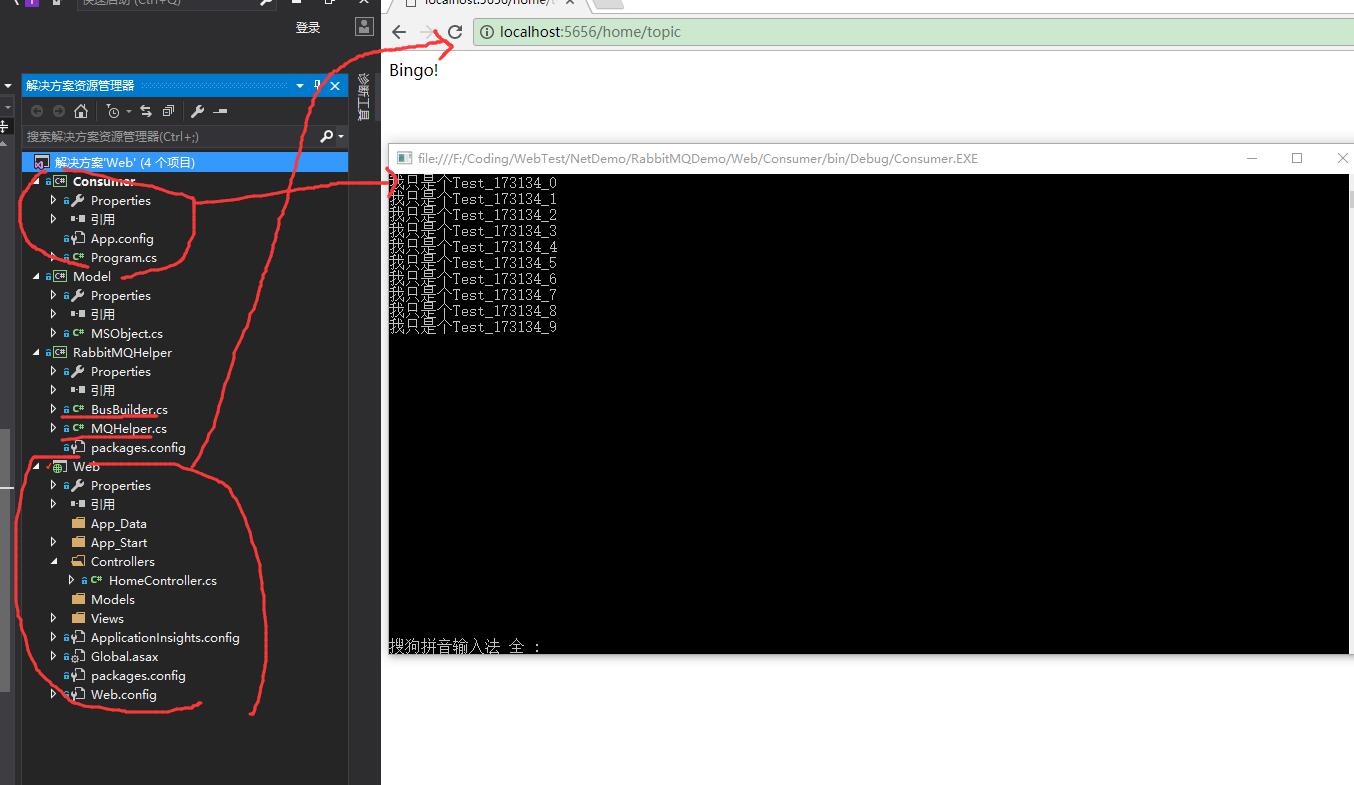 快速启动 (Ctrl+Q)
登录
解决方案资源管理器
诊断工具
搜索解决方案资源管理器(Ctrl+;)
解决方案'Web' (4 个项目)
Consumer
Properties
引用
App.config
Program.cs
Model
Properties
引用
MSObject.cs
RabbitMQHelper
Properties
引用
BusBuilder.cs
MQHelper.cs
packages.config
Web
Properties
引用
App_Data
App_Start
Controllers
HomeController.cs
Models
Views
ApplicationInsights.config
Global.asax
packages.config
Web.config
localhost:5656/home/t
localhost:5656/home/topic
Bingo!
file:///F:/Coding/WebTest/NetDemo/RabbitMQDemo/Web/Consumer/bin/Debug/Consumer.EXE
我只是个Test_173134_0
我只是个Test_173134_1
我只是个Test_173134_2
我只是个Test_173134_3
我只是个Test_173134_4
我只是个Test_173134_5
我只是个Test_173134_6
我只是个Test_173134_7
我只是个Test_173134_8
我只是个Test_173134_9
搜狗拼音输入法 全 :